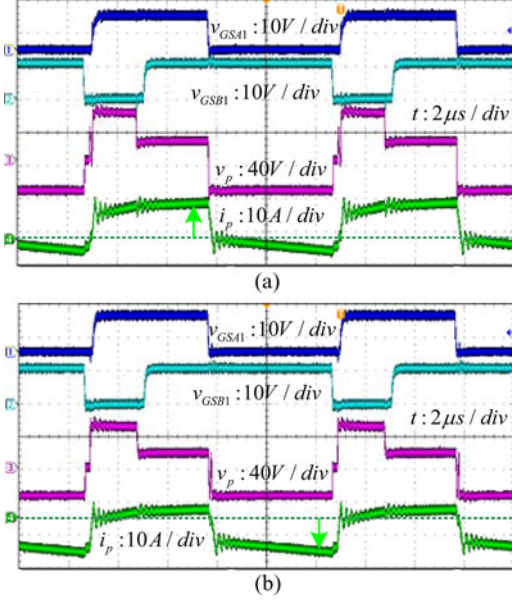 v_GSA1 : 10V / div
v_GSB1 : 10V / div
t : 2μs / div
v_p : 40V / div
i_p : 10A / div
(a)
v_GSA1 : 10V / div
v_GSB1 : 10V / div
t : 2μs / div
v_p : 40V / div
i_p : 10A / div
(b)